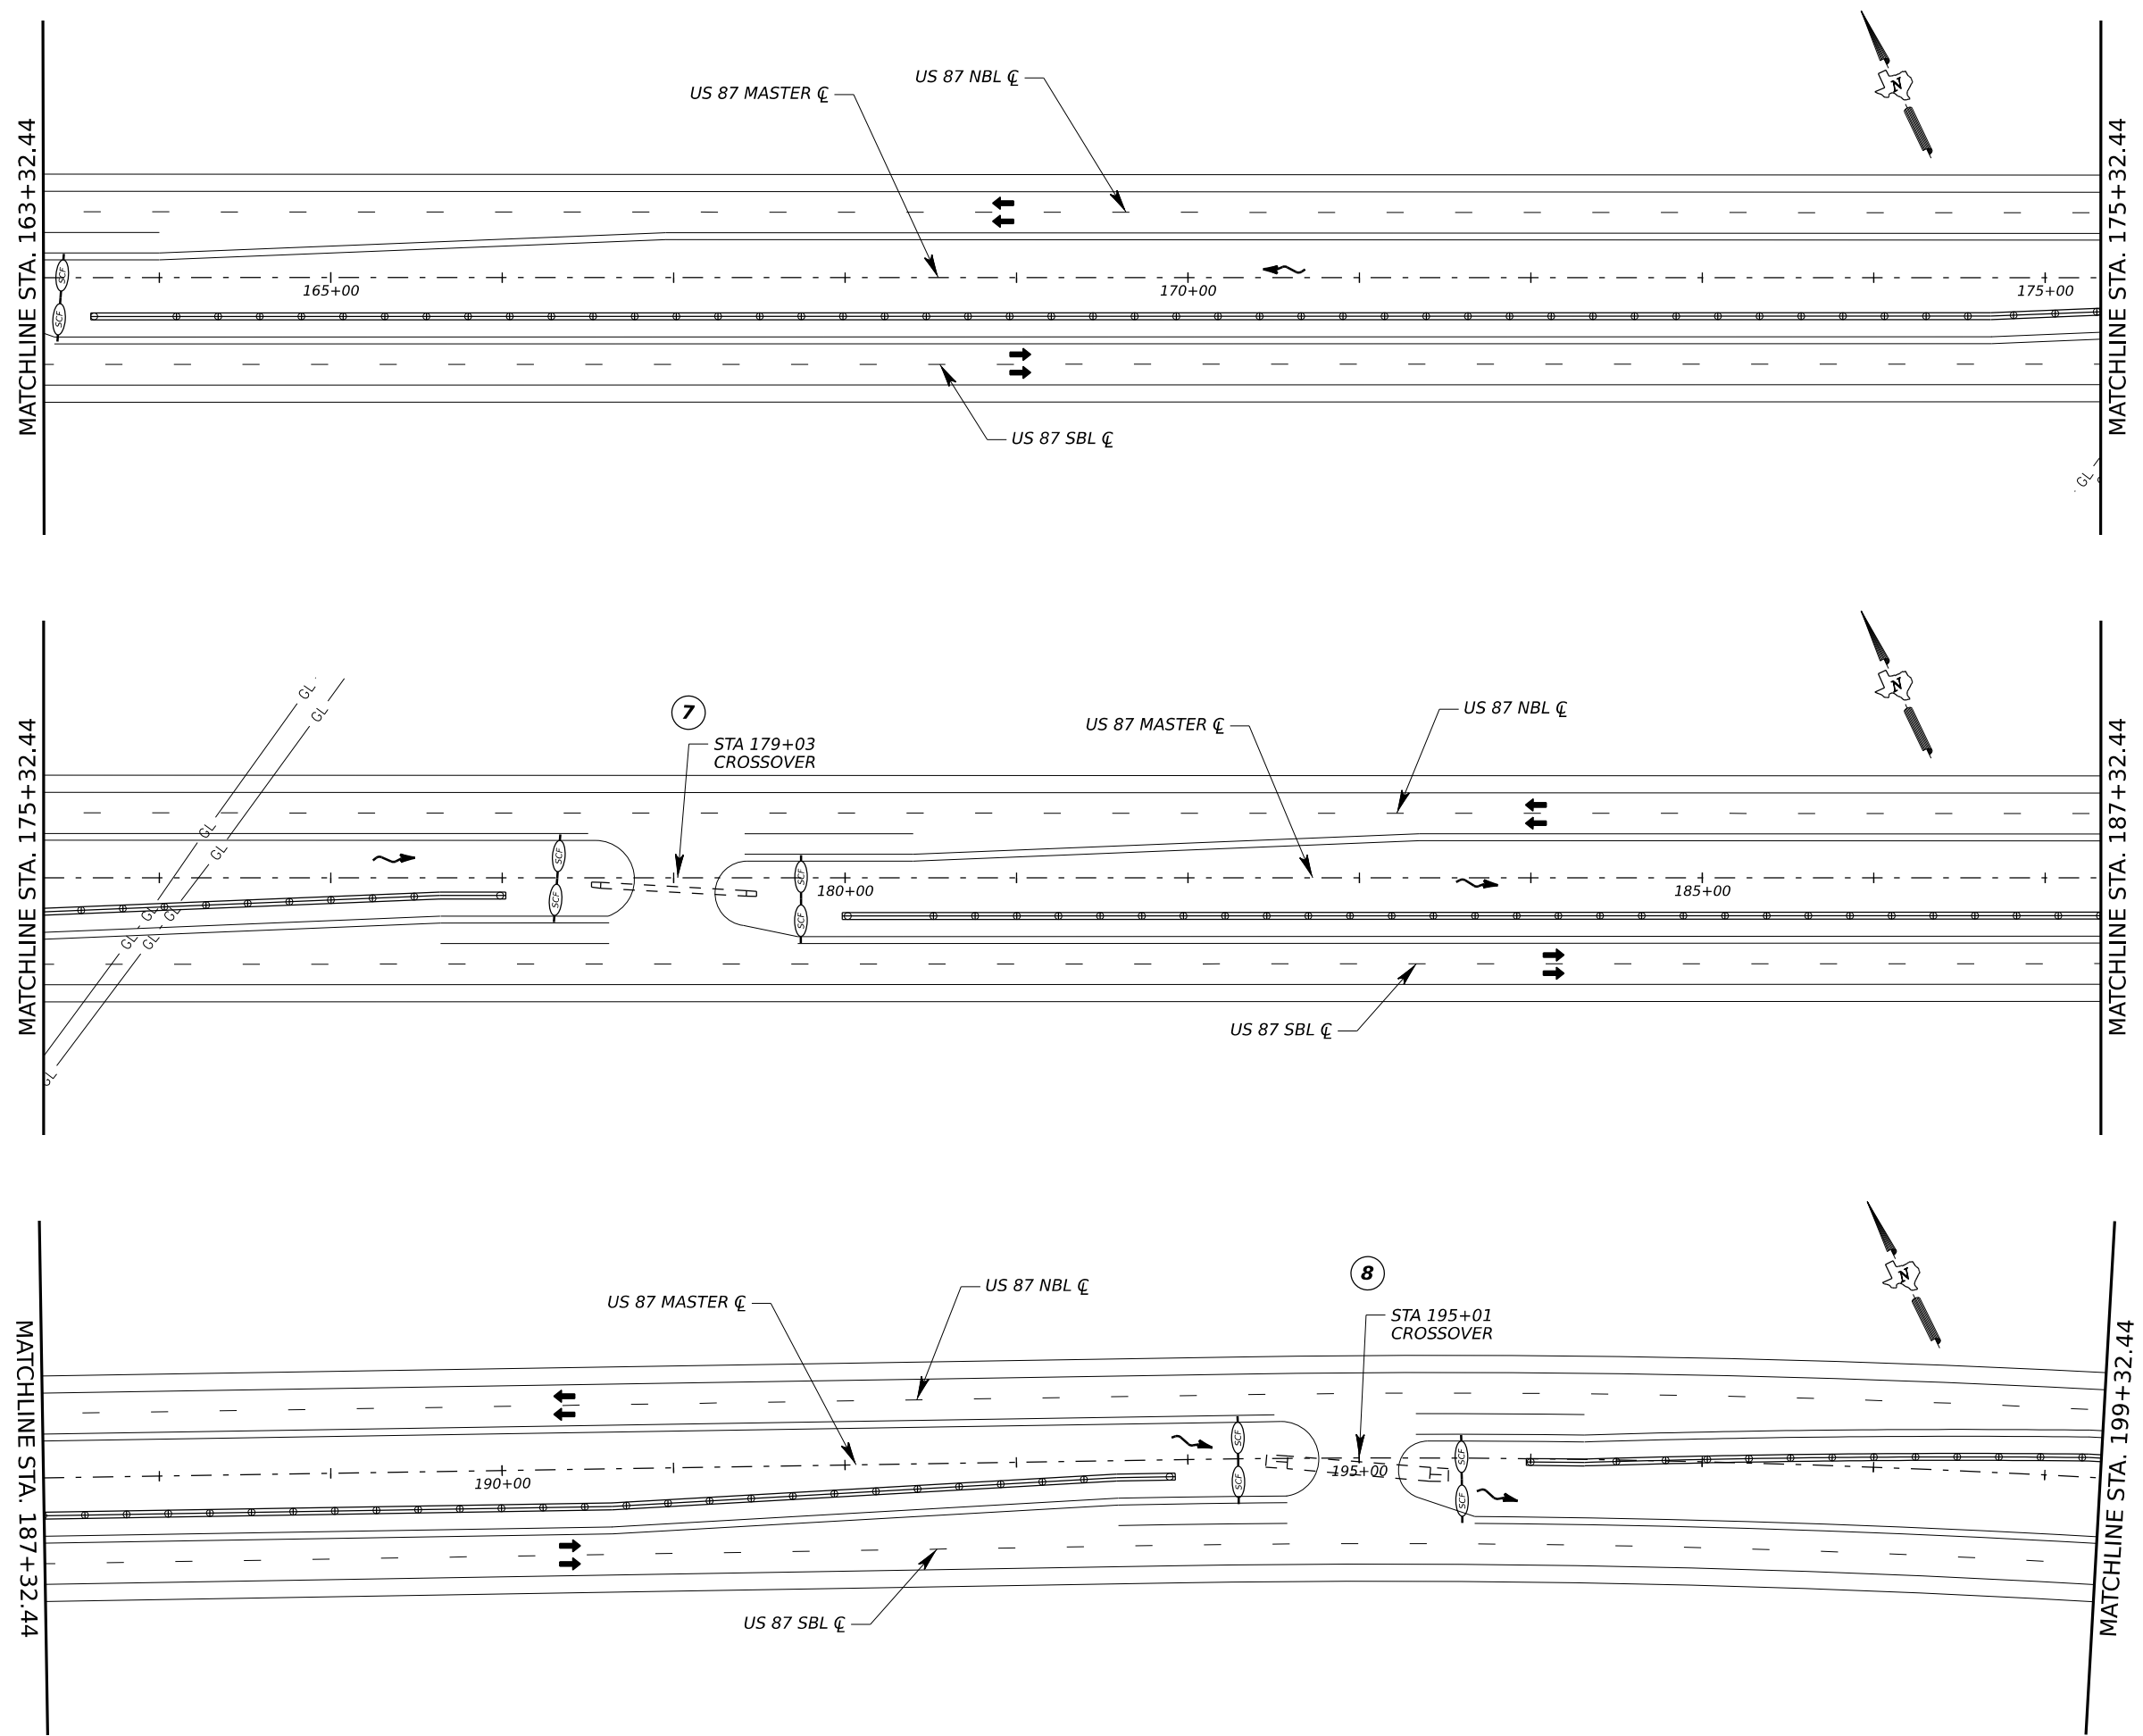 US 87 NBL ℄
US 87 MASTER ℄
N
MATCHLINE STA. 163+32.44
MATCHLINE STA. 175+32.44
SCF
SCF
165+00
170+00
175+00
US 87 SBL ℄
GL
GL
GL
7
STA 179+03
CROSSOVER
US 87 MASTER ℄
US 87 NBL ℄
N
MATCHLINE STA. 175+32.44
MATCHLINE STA. 187+32.44
GL
GL
SCF
SCF
SCF
SCF
180+00
185+00
GL
GL
GL
GL
US 87 SBL ℄
GL
8
US 87 MASTER ℄
US 87 NBL ℄
STA 195+01
CROSSOVER
N
MATCHLINE STA. 187+32.44
MATCHLINE STA. 199+32.44
SCF
SCF
SCF
SCF
190+00
195+00
US 87 SBL ℄